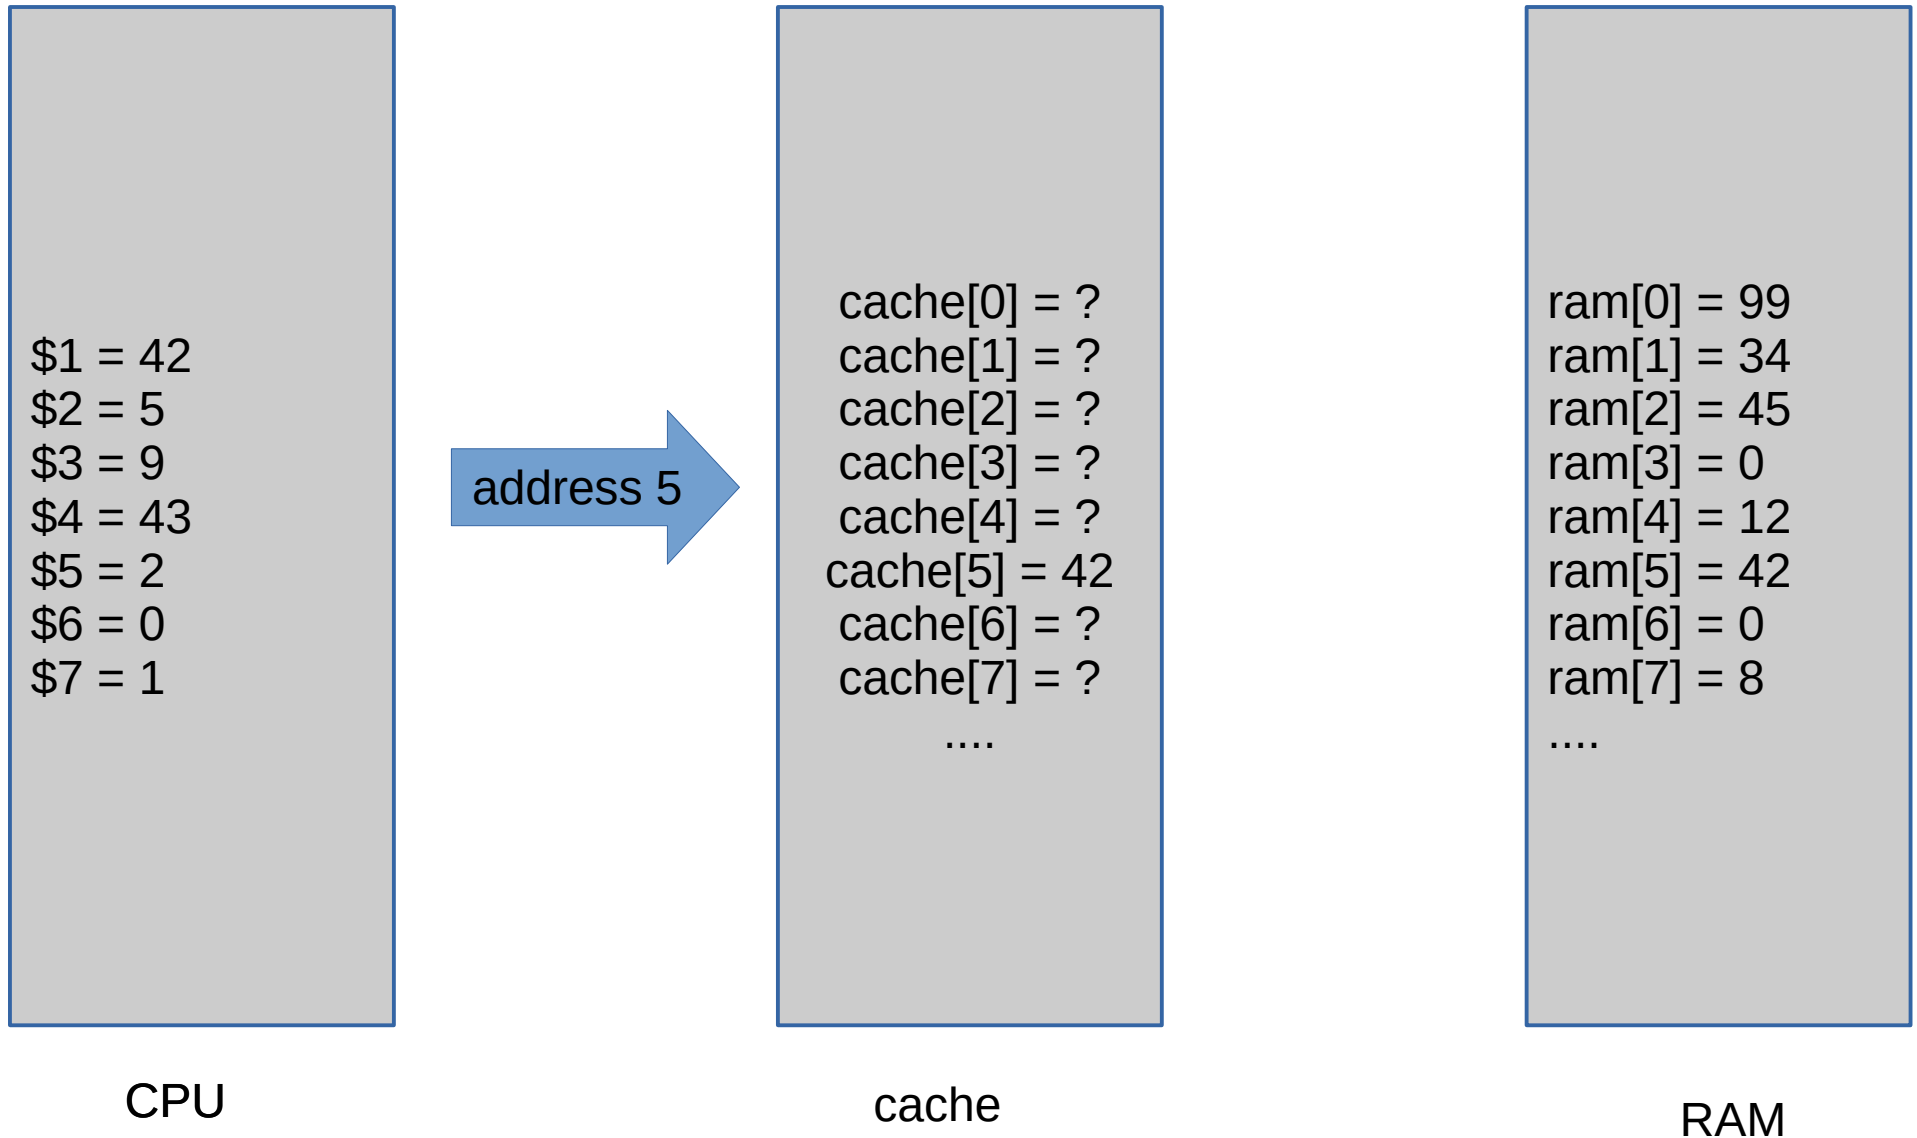 $1 = 42
$2 = 5
$3 = 9
$4 = 43
$5 = 2
$6 = 0
$7 = 1
address 5
cache[0] = ?
cache[1] = ?
cache[2] = ?
cache[3] = ?
cache[4] = ?
cache[5] = 42
cache[6] = ?
cache[7] = ?
....
ram[0] = 99
ram[1] = 34
ram[2] = 45
ram[3] = 0
ram[4] = 12
ram[5] = 42
ram[6] = 0
ram[7] = 8
....
CPU
cache
RAM